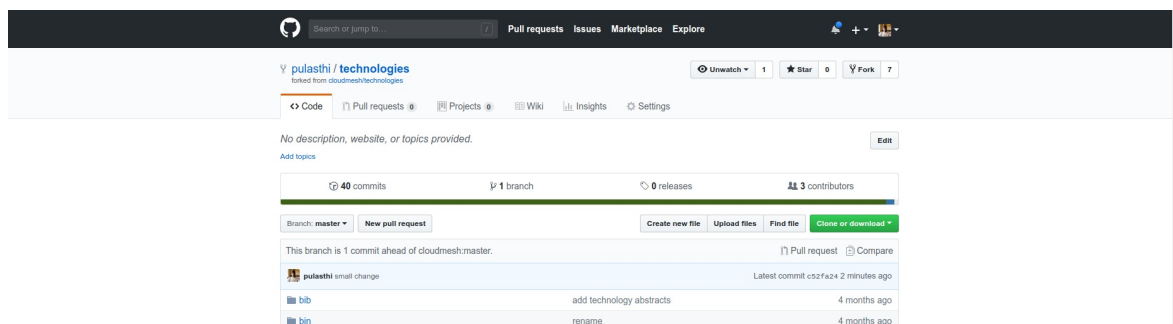 Search or jump to... / Pull requests Issues Marketplace Explore
pulasthi / technologies Unwatch 1 Star 0 Fork 7
forked from cloudmesh/technologies
Code Pull requests 0 Projects 0 Wiki Insights Settings
No description, website, or topics provided. Edit
Add topics
40 commits 1 branch 0 releases 3 contributors
Branch: master New pull request Create new file Upload files Find file Clone or download
This branch is 1 commit ahead of cloudmesh:master. Pull request Compare
pulasthi small change Latest commit c52fa24 2 minutes ago
bib add technology abstracts 4 months ago
bin rename 4 months ago